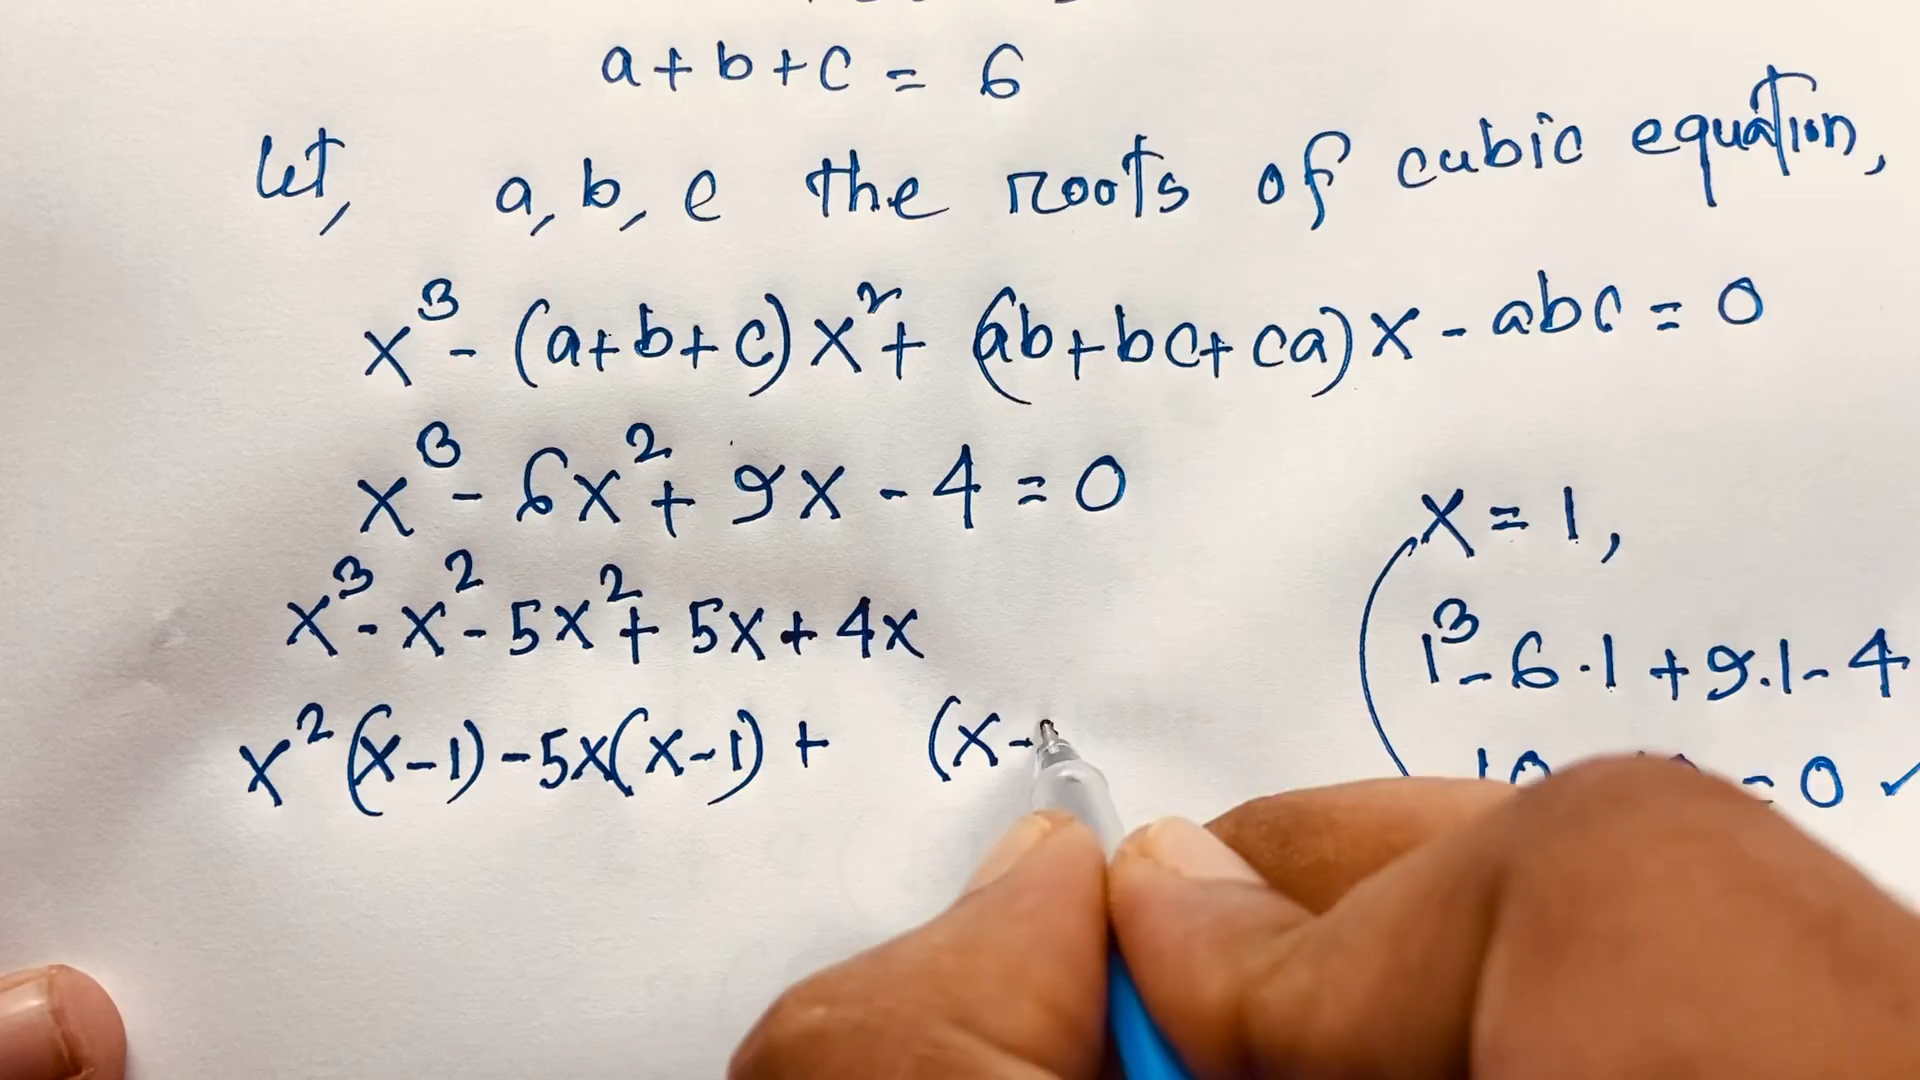 a+b+c = 6
Let, a, b, c the roots of cubic equation,
x³ - (a+b+c)x² + (ab+bc+ca)x - abc = 0
x³ - 6x² + 9x - 4 = 0
x³ - x² - 5x² + 5x + 4x
x²(x-1) - 5x(x-1) + (x-
x = 1,
1³ - 6·1 + 9·1 - 4
= 0 ✓